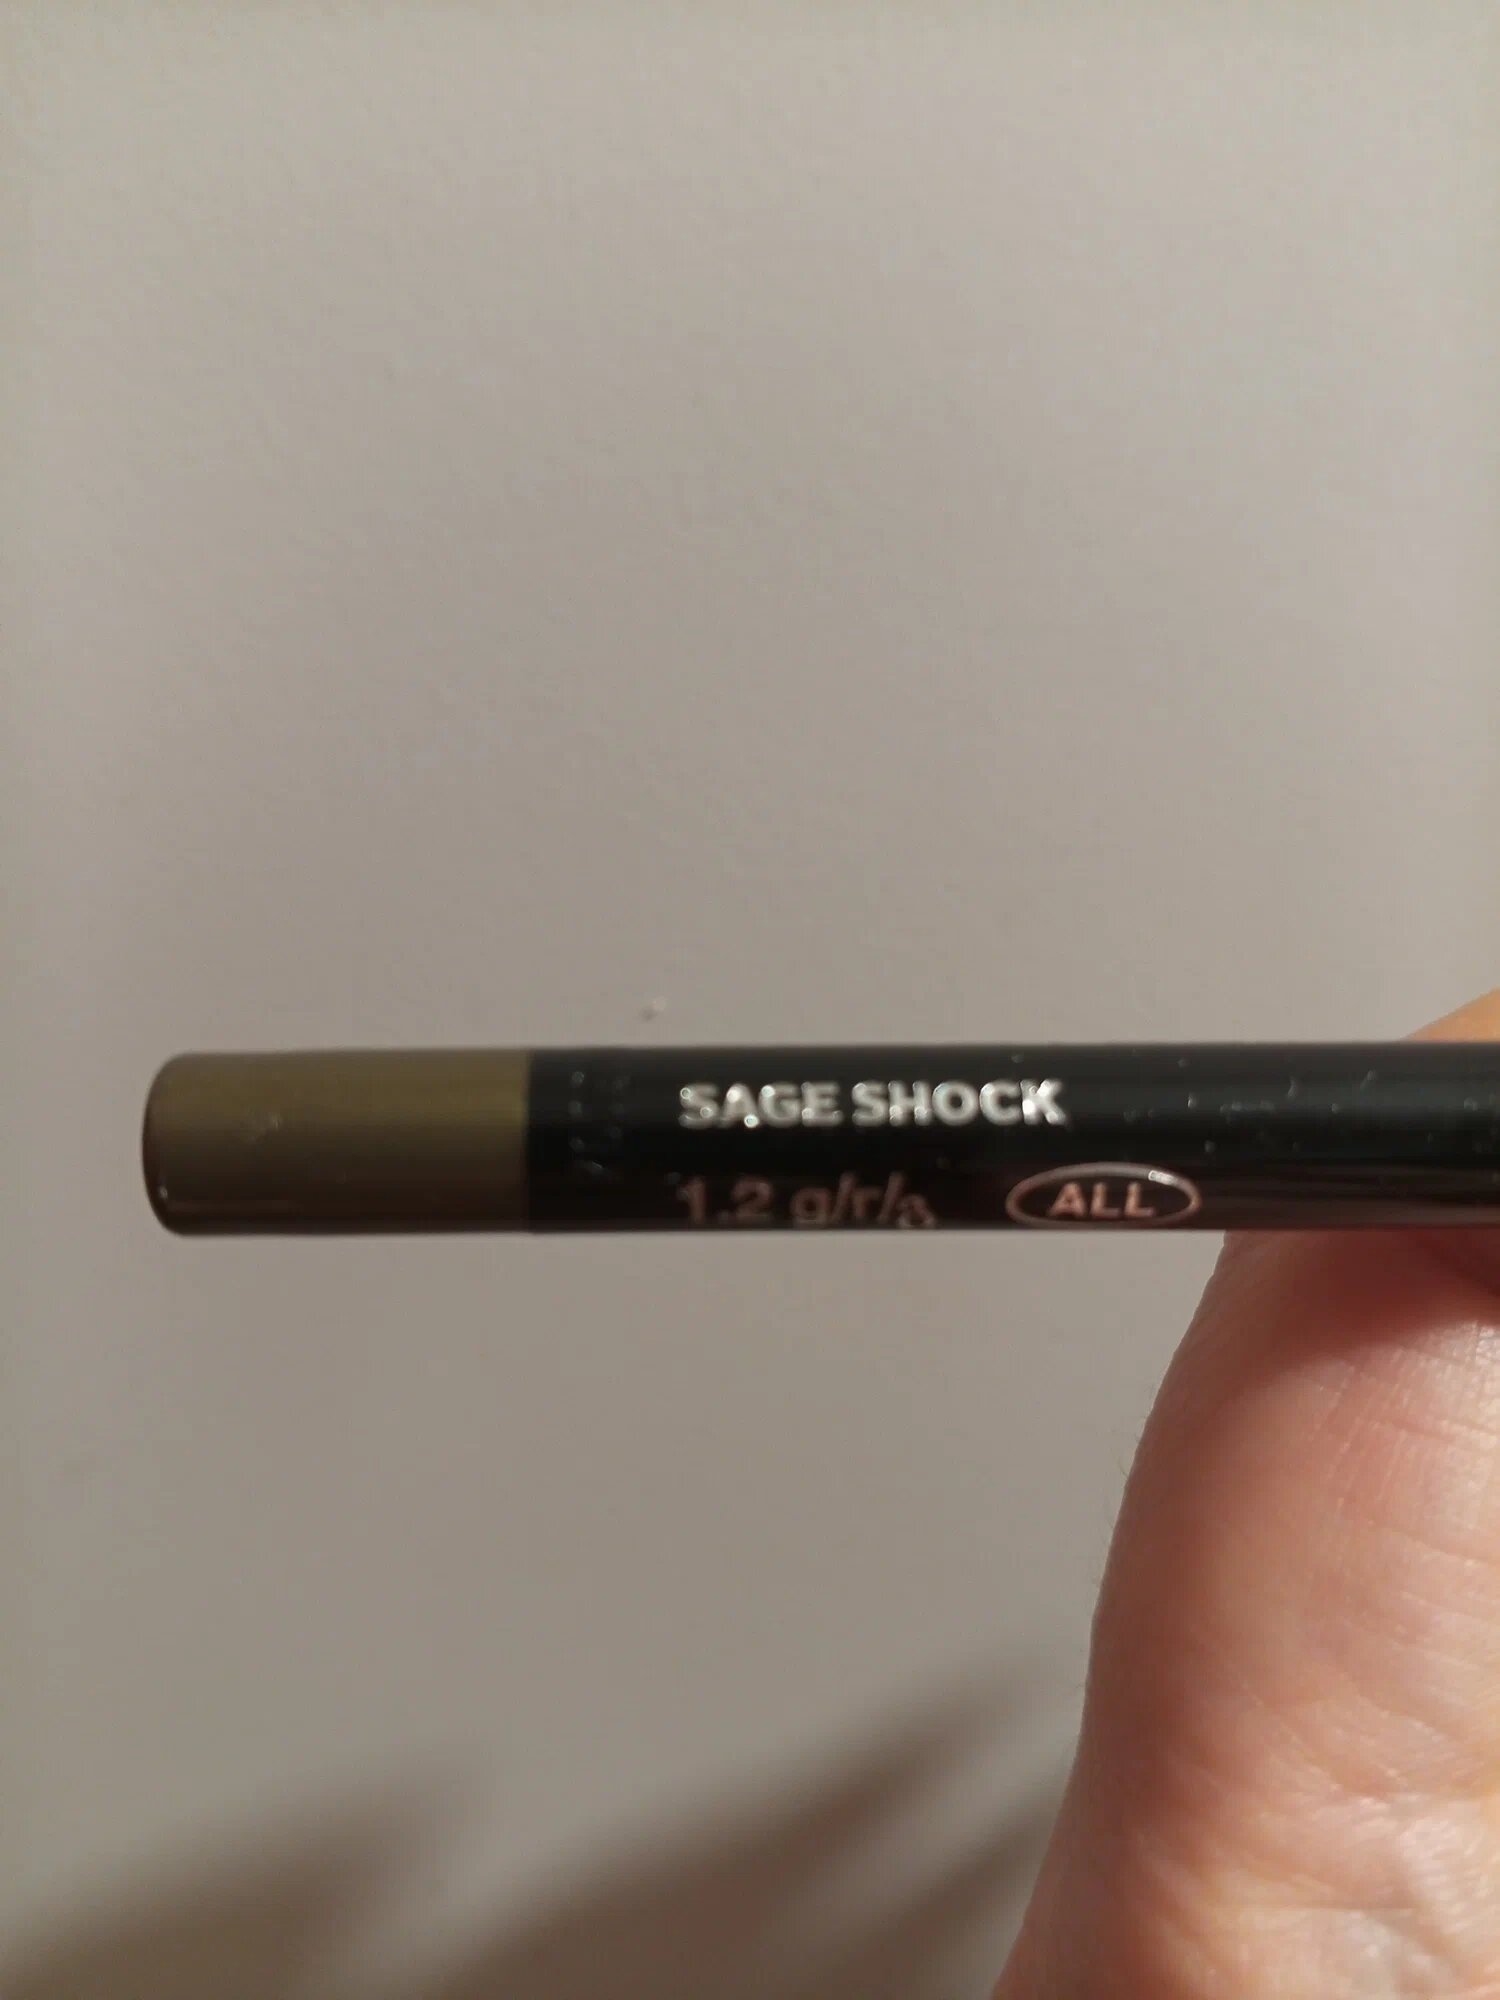 SAGE SHOCK
1.2 g/r/a ALL